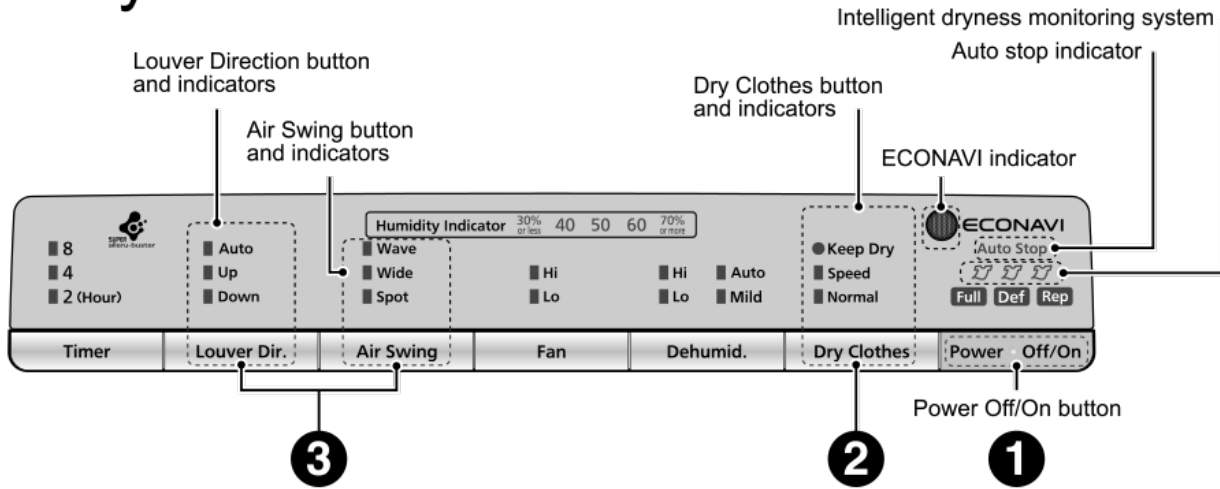 y
Intelligent dryness monitoring system
Auto stop indicator
Louver Direction button
and indicators
Air Swing button
and indicators
Dry Clothes button
and indicators
ECONAVI indicator
Humidity Indicator 30% or less 40 50 60 70% or more
ECONAVI
Auto Stop
SUPER alleru-buster
8
4
2 (Hour)
Auto
Up
Down
Wave
Wide
Spot
Hi
Lo
Hi
Lo
Auto
Mild
Keep Dry
Speed
Normal
Full Def Rep
Timer Louver Dir. Air Swing Fan Dehumid. Dry Clothes Power Off/On
Power Off/On button
3 2 1